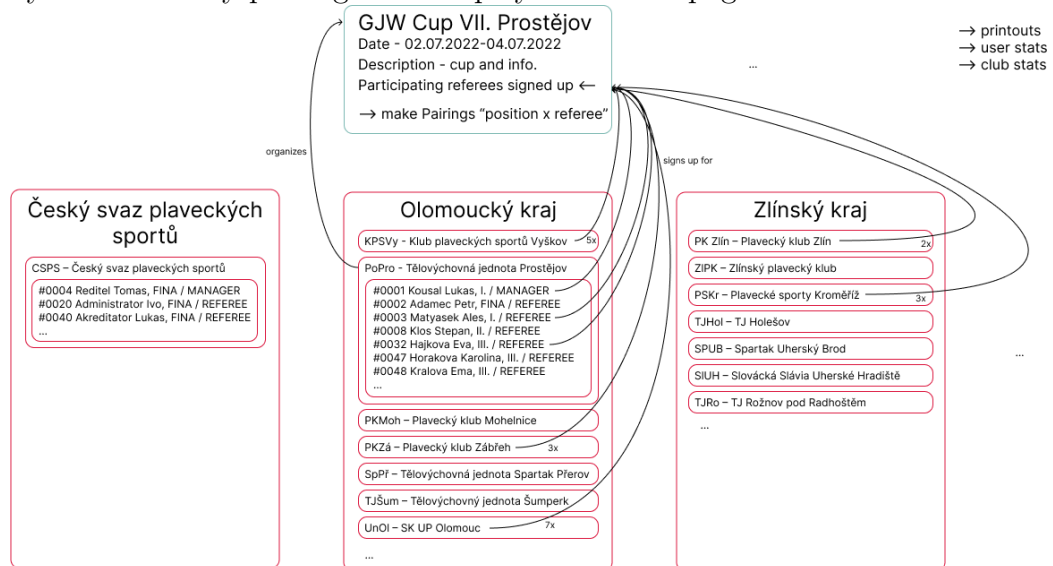 GJW Cup VII. Prostějov
Date - 02.07.2022-04.07.2022
Description - cup and info.
Participating referees signed up ←
→ make Pairings “position x referee”
→ printouts
→ user stats
→ club stats
...
organizes
signs up for
Český svaz plaveckých
sportů
CSPS – Český svaz plaveckých sportů
#0004 Reditel Tomas, FINA / MANAGER
#0020 Administrator Ivo, FINA / REFEREE
#0040 Akreditator Lukas, FINA / REFEREE
...
Olomoucký kraj
KPSVy - Klub plaveckých sportů Vyškov 5x
PoPro - Tělovýchovná jednota Prostějov
#0001 Kousal Lukas, I. / MANAGER
#0002 Adamec Petr, FINA / REFEREE
#0003 Matyasek Ales, I. / REFEREE
#0008 Klos Stepan, II. / REFEREE
#0032 Hajkova Eva, III. / REFEREE
#0047 Horakova Karolina, III. / REFEREE
#0048 Kralova Ema, III. / REFEREE
...
PKMoh – Plavecký klub Mohelnice
PKZá – Plavecký klub Zábřeh 3x
SpPř – Tělovýchovná jednota Spartak Přerov
TJŠum – Tělovýchovný jednota Šumperk
UnOl – SK UP Olomouc 7x
...
Zlínský kraj
PK Zlín – Plavecký klub Zlín 2x
ZlPK – Zlínský plavecký klub
PSKr – Plavecké sporty Kroměříž 3x
TJHol – TJ Holešov
SPUB – Spartak Uherský Brod
SlUH – Slovácká Slávia Uherské Hradiště
TJRo – TJ Rožnov pod Radhoštěm
...
...